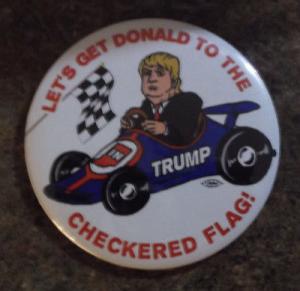 LET'S GET DONALD TO THE
TRUMP
CHECKERED FLAG!